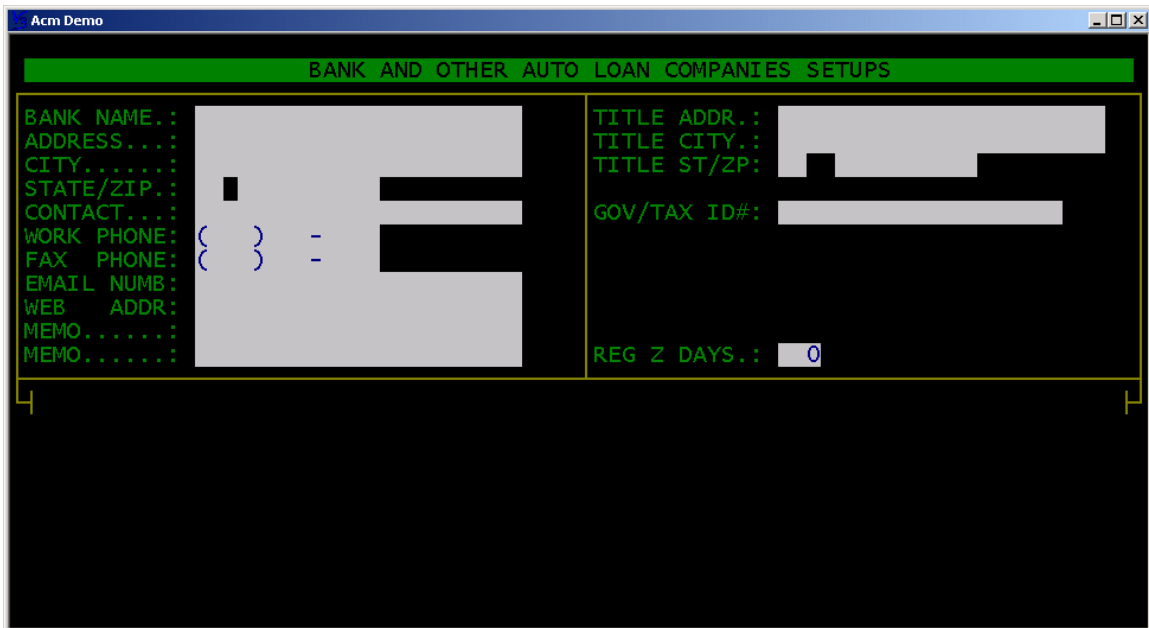 Acm Demo
BANK AND OTHER AUTO LOAN COMPANIES SETUPS
BANK NAME.:
ADDRESS...:
CITY......:
STATE/ZIP.:
CONTACT...:
WORK PHONE: (   )   -
FAX  PHONE: (   )   -
EMAIL NUMB:
WEB   ADDR:
MEMO......:
MEMO......:
TITLE ADDR.:
TITLE CITY.:
TITLE ST/ZP:
GOV/TAX ID#:
REG Z DAYS.: 0